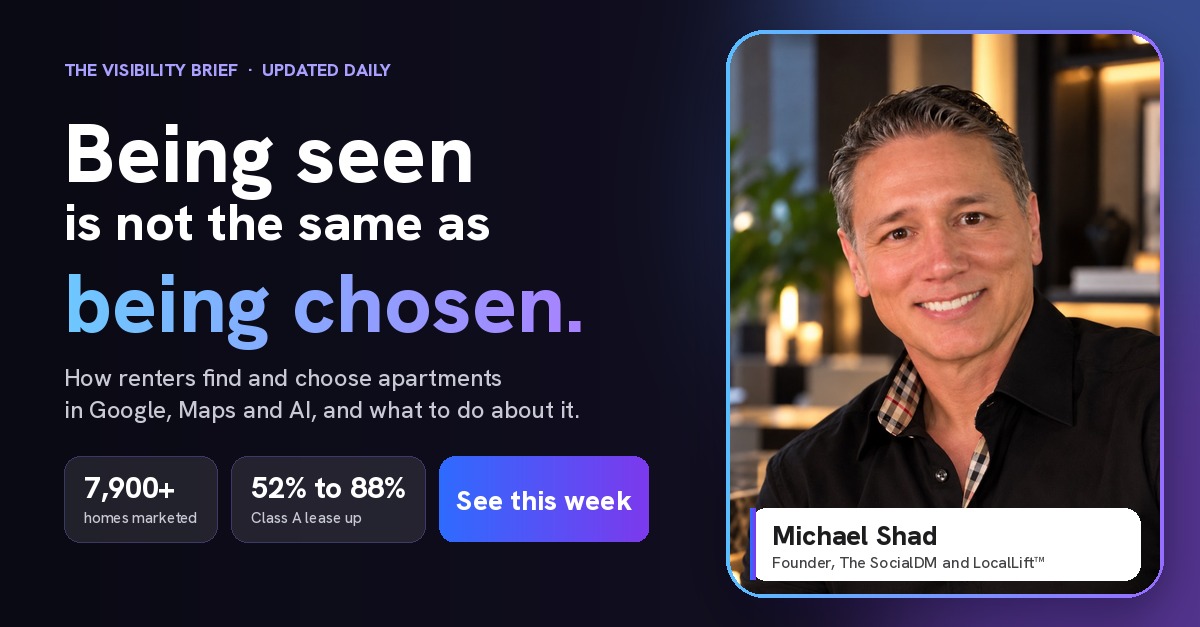 THE VISIBILITY BRIEF · UPDATED DAILY
Being seen
is not the same as
being chosen.
How renters find and choose apartments
in Google, Maps and AI, and what to do about it.
7,900+
homes marketed
52% to 88%
Class A lease up
See this week
Michael Shad
Founder, The SocialDM and LocalLift™